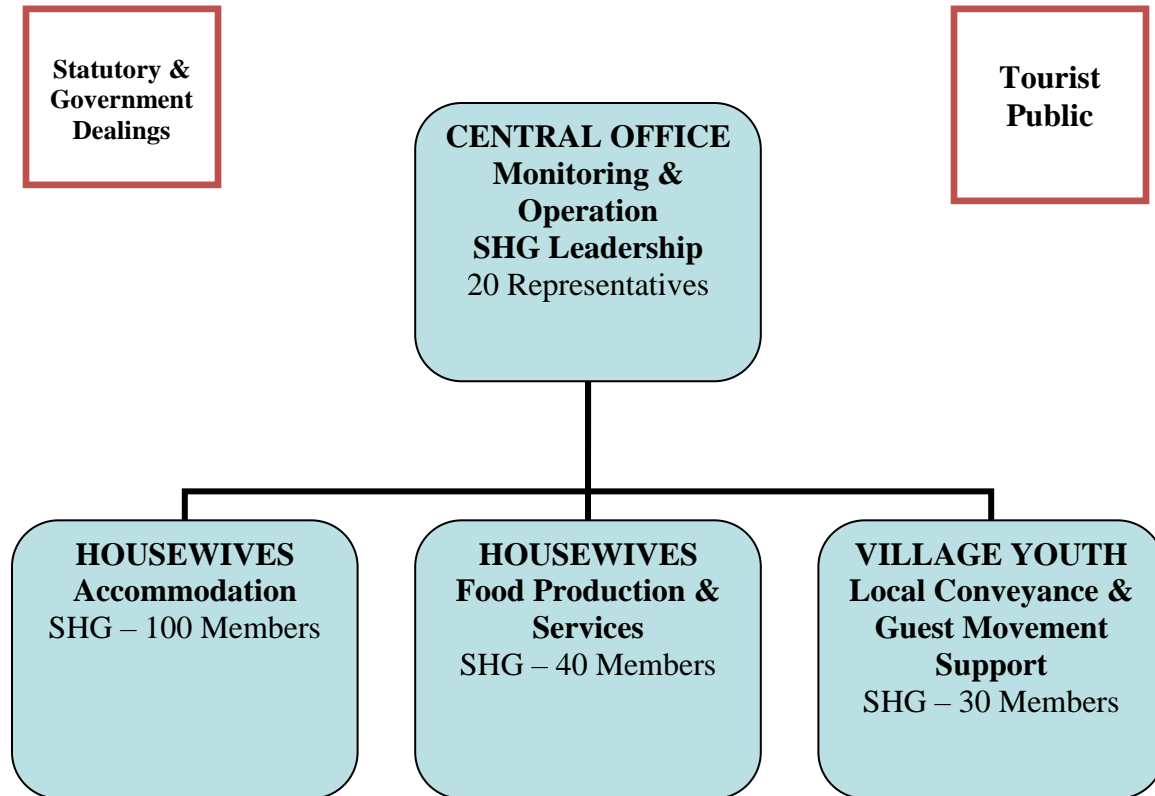 Statutory &
Government
Dealings
Tourist
Public
CENTRAL OFFICE
Monitoring &
Operation
SHG Leadership
20 Representatives
HOUSEWIVES
Accommodation
SHG – 100 Members
HOUSEWIVES
Food Production &
Services
SHG – 40 Members
VILLAGE YOUTH
Local Conveyance &
Guest Movement
Support
SHG – 30 Members